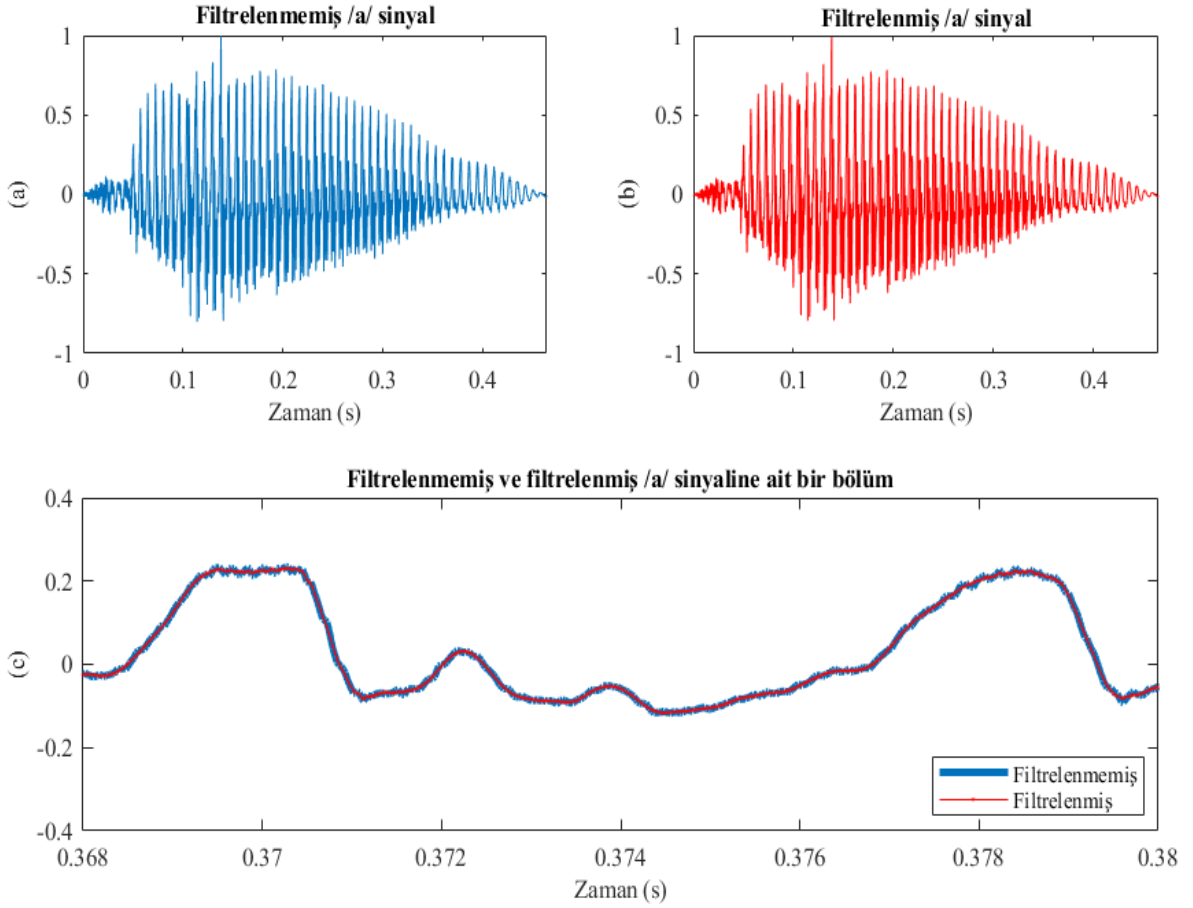 Filtrelenmemiş /a/ sinyal
1
0.5
0
-0.5
-1
(a)
0 0.1 0.2 0.3 0.4
Zaman (s)
Filtrelenmiş /a/ sinyal
1
0.5
0
-0.5
-1
(b)
0 0.1 0.2 0.3 0.4
Zaman (s)
Filtrelenmemiş ve filtrelenmiş /a/ sinyaline ait bir bölüm
0.4
0.2
0
-0.2
-0.4
(c)
Filtrelenmemiş
Filtrelenmiş
0.368 0.37 0.372 0.374 0.376 0.378 0.38
Zaman (s)